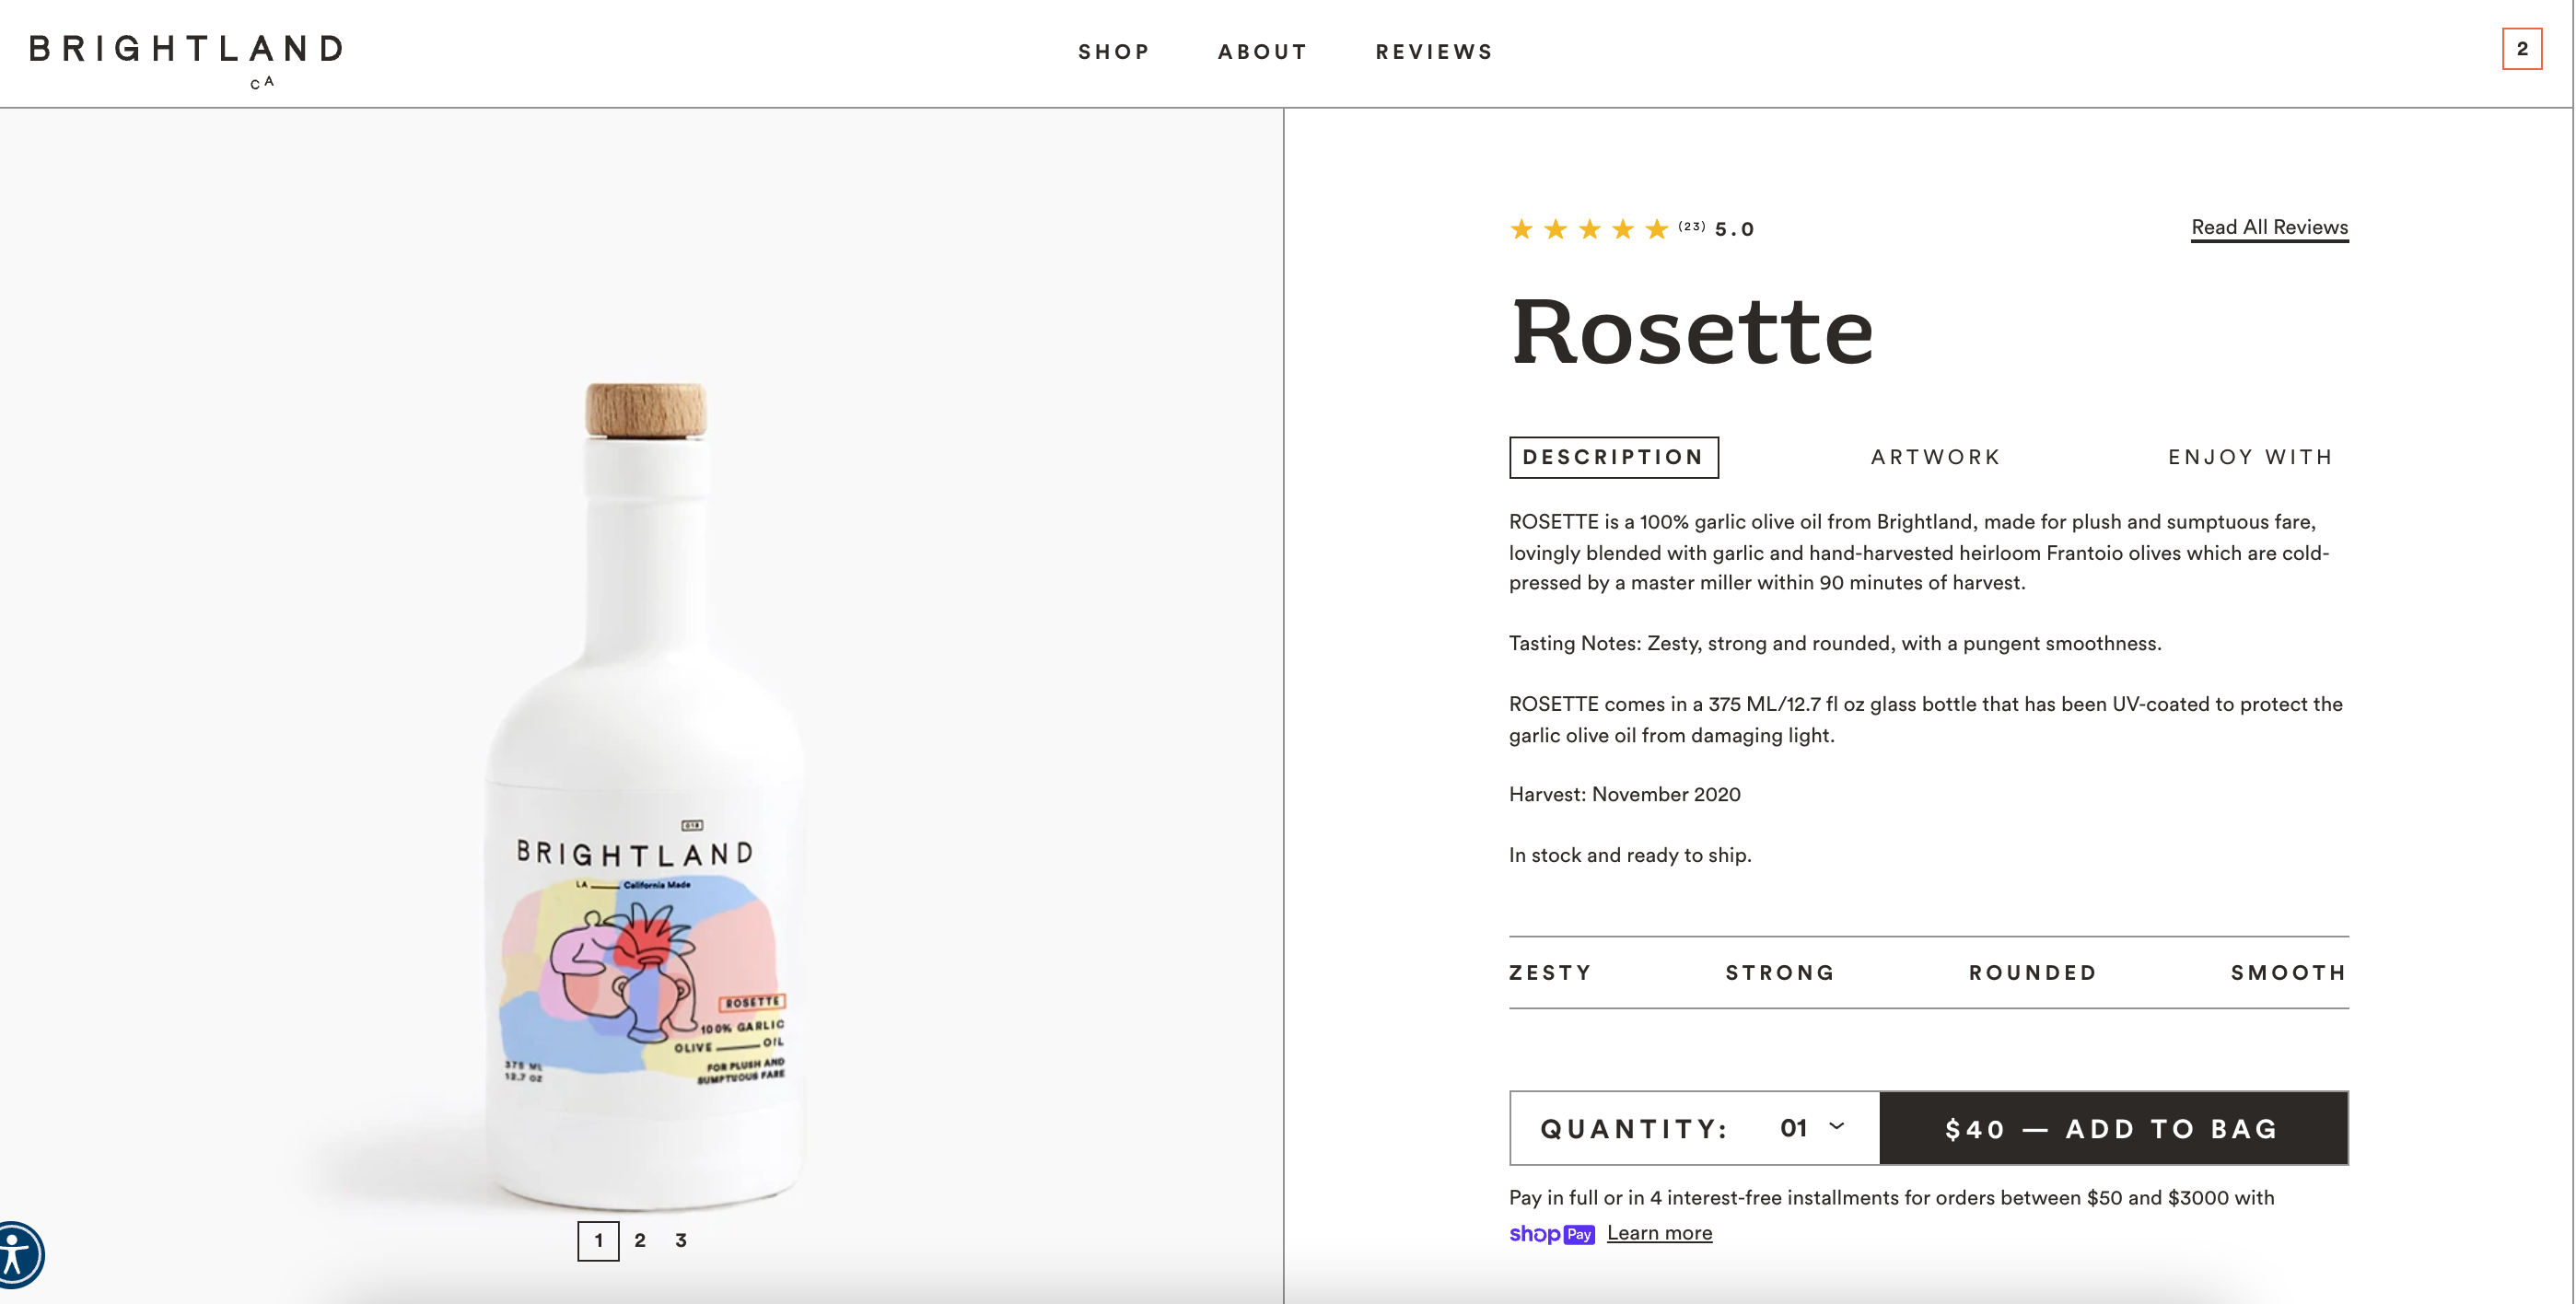 BRIGHTLAND
CA
SHOP ABOUT REVIEWS
2
BRIGHTLAND
LA California Made
ROSETTE
100% GARLIC
OLIVE OIL
FOR PLUSH AND
SUMPTUOUS FARE
375 ML
12.7 OZ
1 2 3
(23) 5.0
Read All Reviews
Rosette
DESCRIPTION ARTWORK ENJOY WITH
ROSETTE is a 100% garlic olive oil from Brightland, made for plush and sumptuous fare,
lovingly blended with garlic and hand-harvested heirloom Frantoio olives which are cold-
pressed by a master miller within 90 minutes of harvest.
Tasting Notes: Zesty, strong and rounded, with a pungent smoothness.
ROSETTE comes in a 375 ML/12.7 fl oz glass bottle that has been UV-coated to protect the
garlic olive oil from damaging light.
Harvest: November 2020
In stock and ready to ship.
ZESTY STRONG ROUNDED SMOOTH
QUANTITY: 01 $40 — ADD TO BAG
Pay in full or in 4 interest-free installments for orders between $50 and $3000 with
shop Pay Learn more